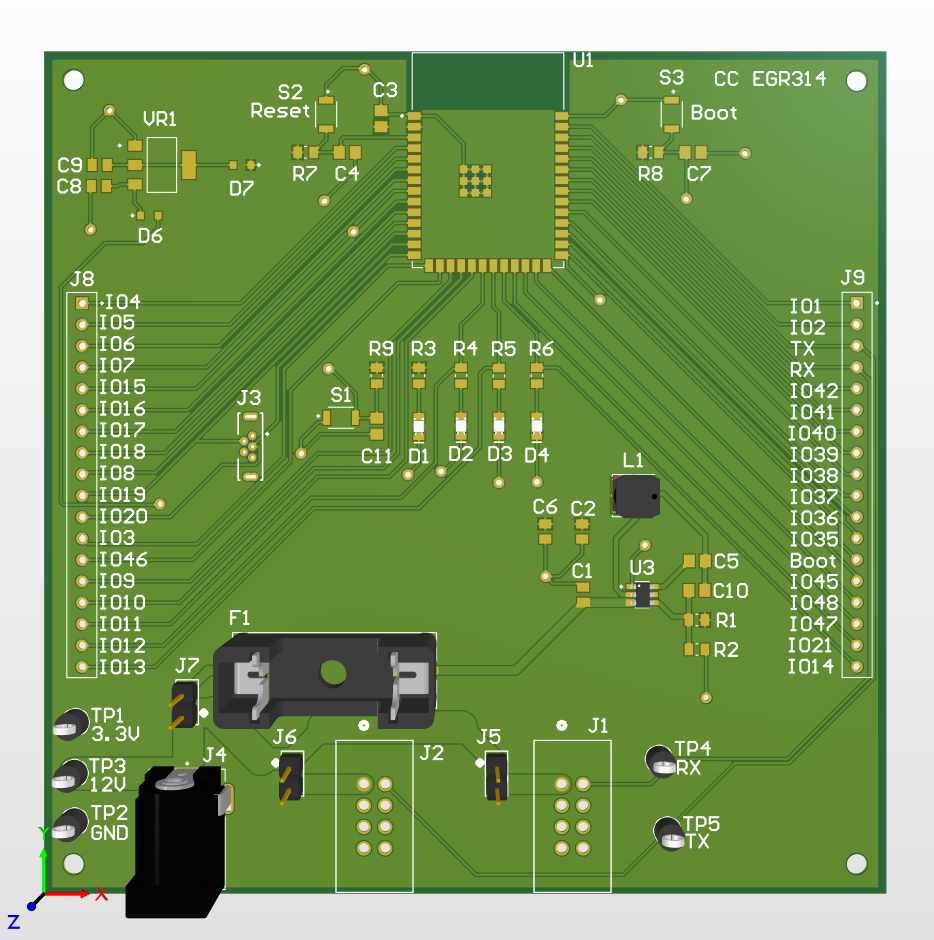 U1
CC EGR314
S2
Reset
C3
S3
Boot
VR1
C9
C8
D7
R7
C4
R8
C7
D6
J8
IO4
IO5
IO6
IO7
IO15
IO16
IO17
IO18
IO8
IO19
IO20
IO3
IO46
IO9
IO10
IO11
IO12
IO13
J9
IO1
IO2
TX
RX
IO42
IO41
IO40
IO39
IO38
IO37
IO36
IO35
Boot
IO45
IO48
IO47
IO21
IO14
R9
R3
R4
R5
R6
J3
S1
C11
D1
D2
D3
D4
L1
C6
C2
C1
U3
C5
C10
R1
R2
F1
J7
TP1
3.3V
TP3
12V
TP2
GND
J4
J6
J2
J5
J1
TP4
RX
TP5
TX
Y
X
Z